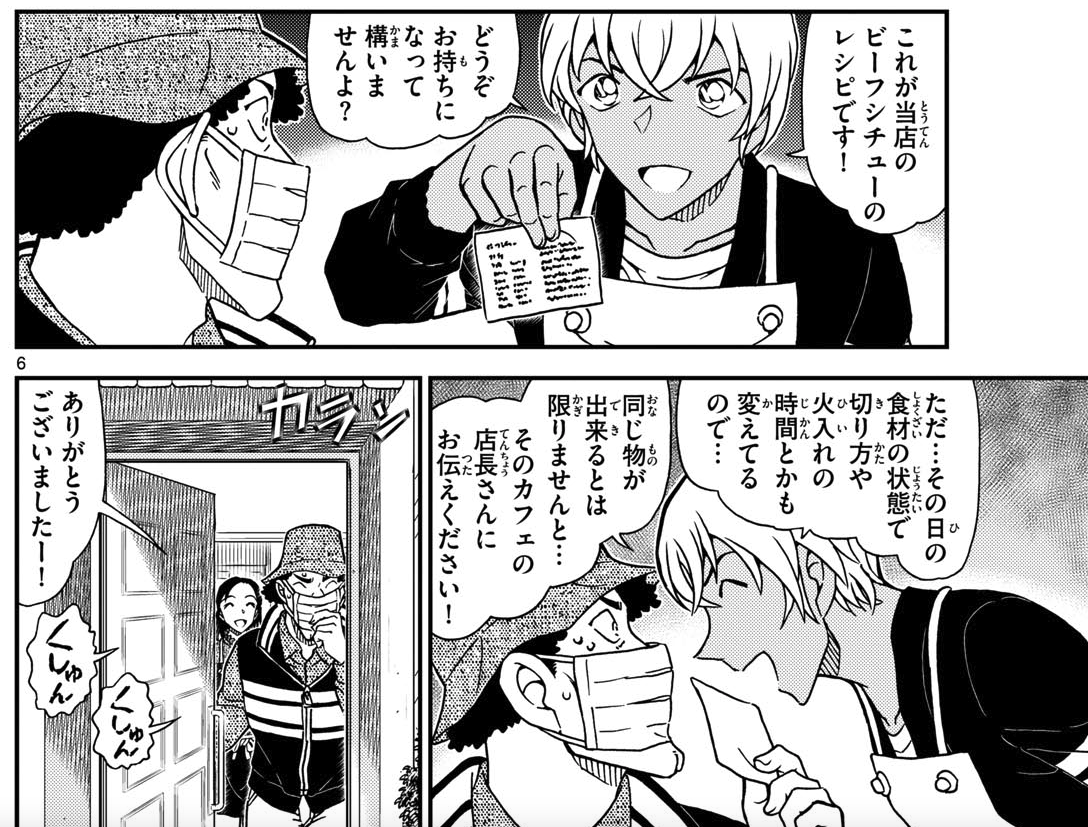 これが当店の
ビーフシチューの
レシピです!
どうぞ
お持ちに
なって
構いま
せんよ?
6
ただ…その日の
食材の状態で
切り方や
火入れの
時間とかも
変えてる
ので…
同じ物が
出来るとは
限りませんと…
そのカフェの
店長さんに
お伝えください!
カラン
ありがとう
ございましたー!
くしゅん
くしゅん